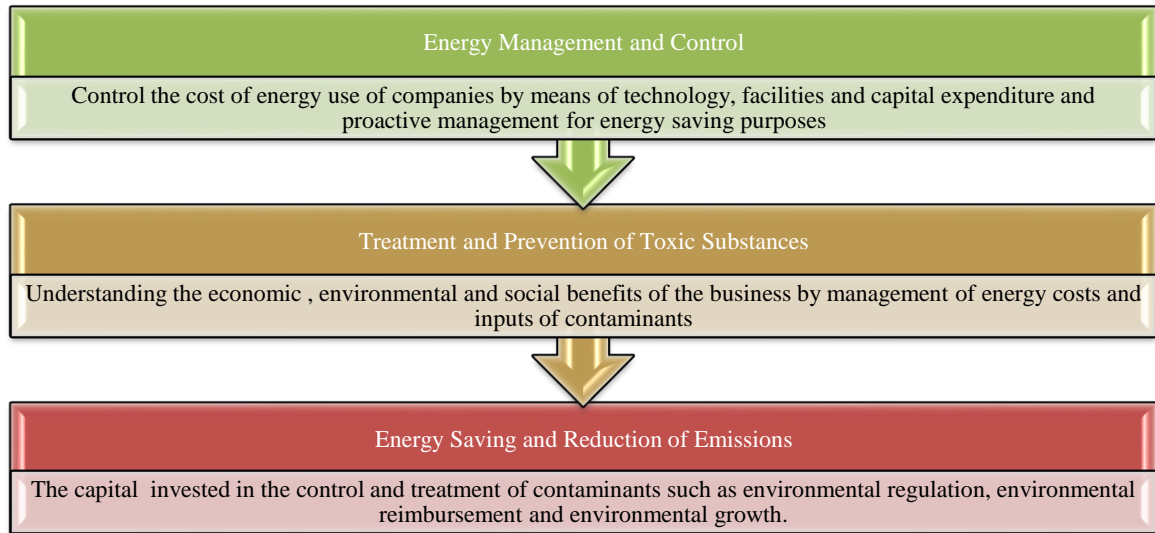 Energy Management and Control
Control the cost of energy use of companies by means of technology, facilities and capital expenditure and
proactive management for energy saving purposes
Treatment and Prevention of Toxic Substances
Understanding the economic , environmental and social benefits of the business by management of energy costs and
inputs of contaminants
Energy Saving and Reduction of Emissions
The capital  invested in the control and treatment of contaminants such as environmental regulation, environmental
reimbursement and environmental growth.